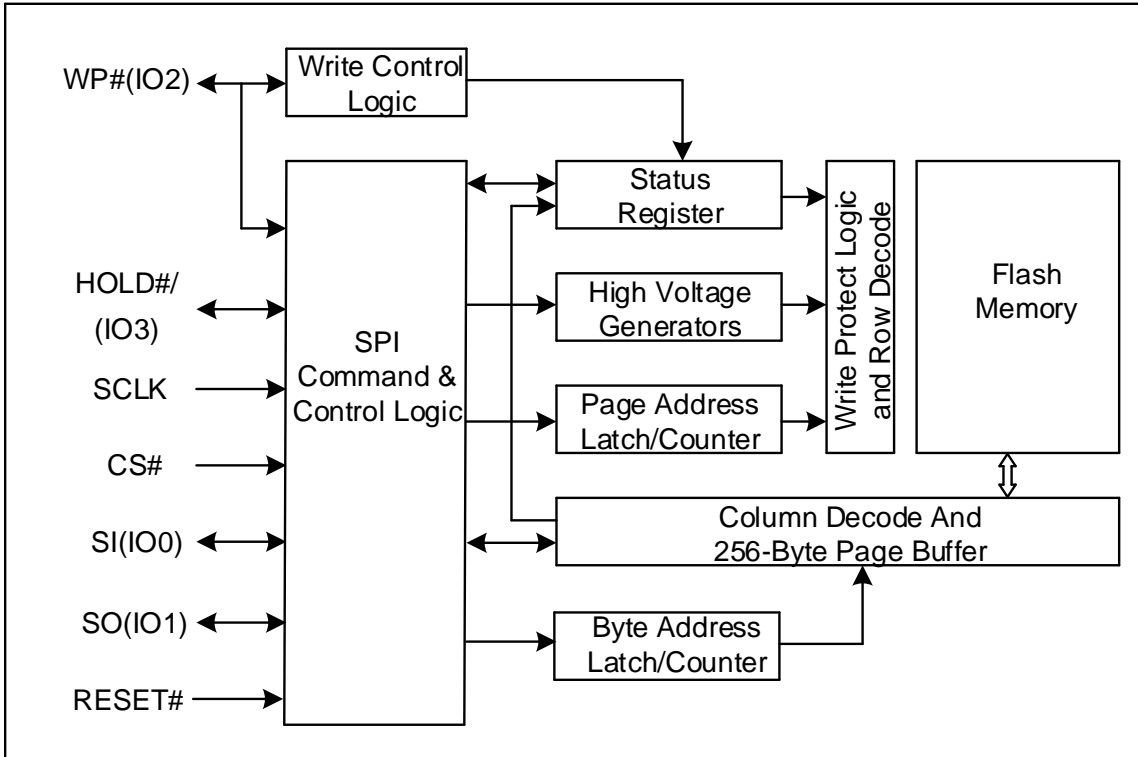 WP#(IO2)
Write Control
Logic
HOLD#/
(IO3)
SCLK
CS#
SI(IO0)
SO(IO1)
RESET#
SPI
Command &
Control Logic
Status
Register
High Voltage
Generators
Page Address
Latch/Counter
Write Protect Logic
and Row Decode
Flash
Memory
Column Decode And
256-Byte Page Buffer
Byte Address
Latch/Counter